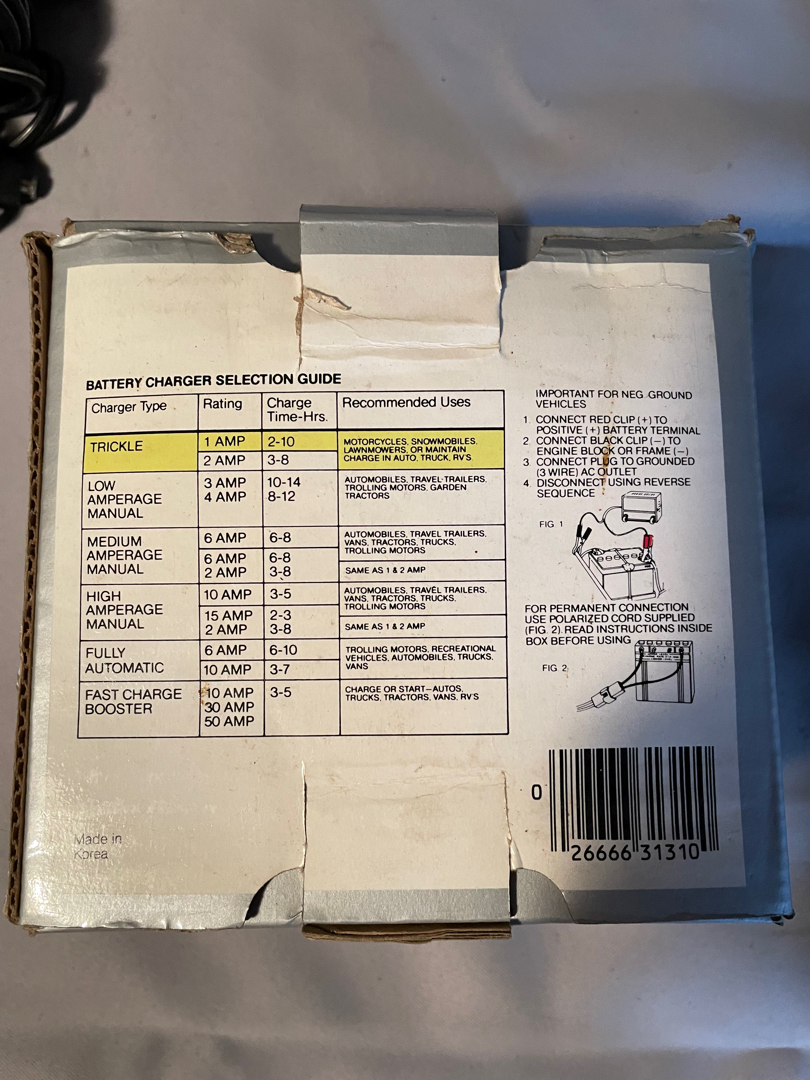 BATTERY CHARGER SELECTION GUIDE
Charger Type Rating Charge Time-Hrs. Recommended Uses
TRICKLE
1 AMP 2-10
2 AMP 3-8
MOTORCYCLES, SNOWMOBILES,
LAWNMOWERS, OR MAINTAIN
CHARGE IN AUTO, TRUCK, RV'S.
LOW
AMPERAGE
MANUAL
3 AMP 10-14
4 AMP 8-12
AUTOMOBILES, TRAVEL-TRAILERS,
TROLLING MOTORS, GARDEN
TRACTORS
MEDIUM
AMPERAGE
MANUAL
6 AMP 6-8
AUTOMOBILES, TRAVEL TRAILERS,
VANS, TRACTORS, TRUCKS,
TROLLING MOTORS
6 AMP 6-8
2 AMP 3-8
SAME AS 1 & 2 AMP
HIGH
AMPERAGE
MANUAL
10 AMP 3-5
AUTOMOBILES, TRAVEL TRAILERS,
VANS, TRACTORS, TRUCKS,
TROLLING MOTORS
15 AMP 2-3
2 AMP 3-8
SAME AS 1 & 2 AMP
FULLY
AUTOMATIC
6 AMP 6-10
10 AMP 3-7
TROLLING MOTORS, RECREATIONAL
VEHICLES, AUTOMOBILES, TRUCKS,
VANS
FAST CHARGE
BOOSTER
10 AMP 3-5
30 AMP
50 AMP
CHARGE OR START—AUTOS,
TRUCKS, TRACTORS, VANS, RV'S
IMPORTANT FOR NEG. GROUND
VEHICLES
1. CONNECT RED CLIP (+) TO
POSITIVE (+) BATTERY TERMINAL
2. CONNECT BLACK CLIP (−) TO
ENGINE BLOCK OR FRAME (−)
3. CONNECT PLUG TO GROUNDED
(3 WIRE) AC OUTLET
4. DISCONNECT USING REVERSE
SEQUENCE
FIG. 1
FOR PERMANENT CONNECTION
USE POLARIZED CORD SUPPLIED
(FIG. 2) READ INSTRUCTIONS INSIDE
BOX BEFORE USING
FIG. 2
0 26666 31310
Made in
Korea